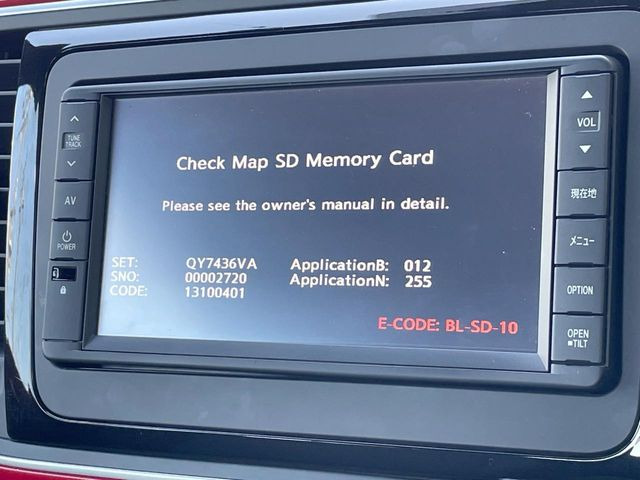 Check Map SD Memory Card
Please see the owner's manual in detail.
SET: QY7436VA ApplicationB: 012
SNO: 00002720 ApplicationN: 255
CODE: 13100401
E-CODE: BL-SD-10
TUNE
TRACK
AV
POWER
VOL
現在地
メニュー
OPTION
OPEN
■TILT